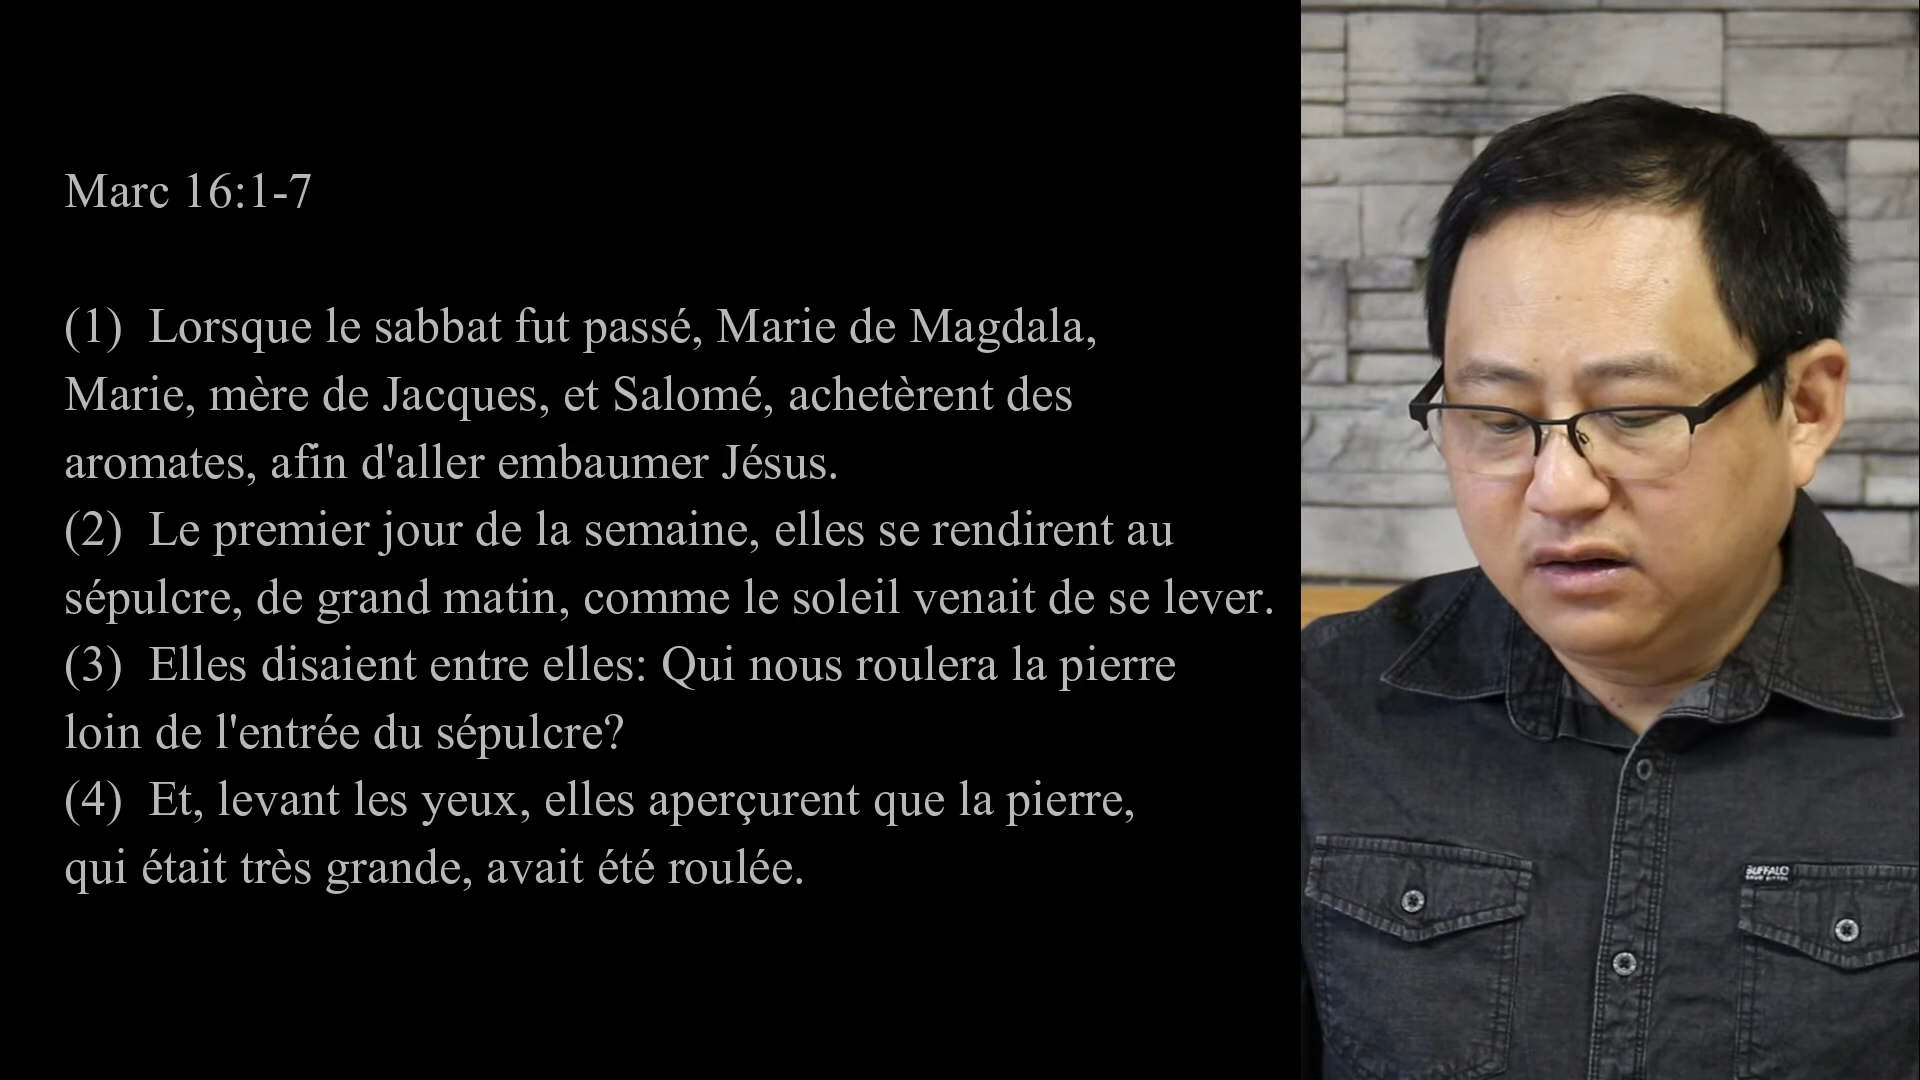 Marc 16:1-7
(1) Lorsque le sabbat fut passé, Marie de Magdala,
Marie, mère de Jacques, et Salomé, achetèrent des
aromates, afin d'aller embaumer Jésus.
(2) Le premier jour de la semaine, elles se rendirent au
sépulcre, de grand matin, comme le soleil venait de se lever.
(3) Elles disaient entre elles: Qui nous roulera la pierre
loin de l'entrée du sépulcre?
(4) Et, levant les yeux, elles aperçurent que la pierre,
qui était très grande, avait été roulée.
BUFFALO